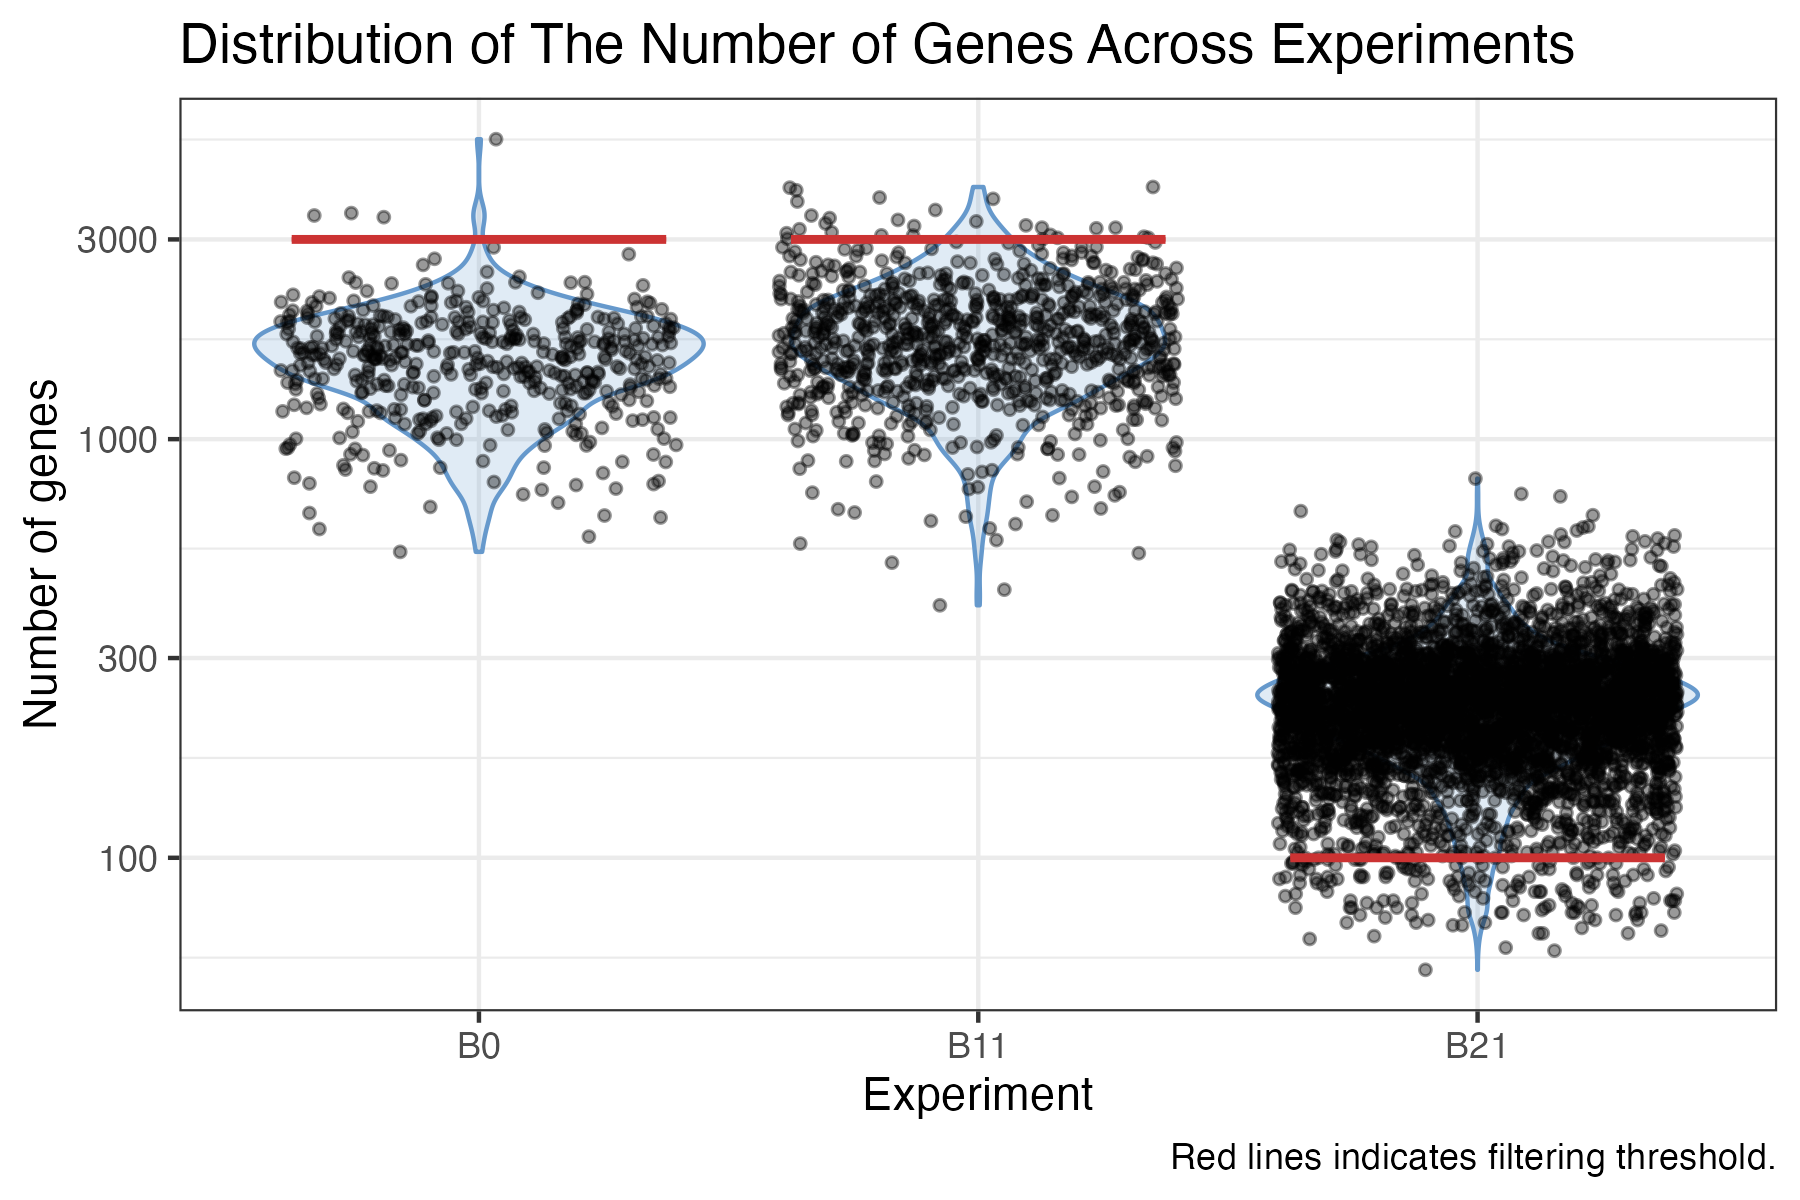 Distribution of The Number of Genes Across Experiments
Number of genes
3000
1000
300
100
B0 B11 B21
Experiment
Red lines indicates filtering threshold.